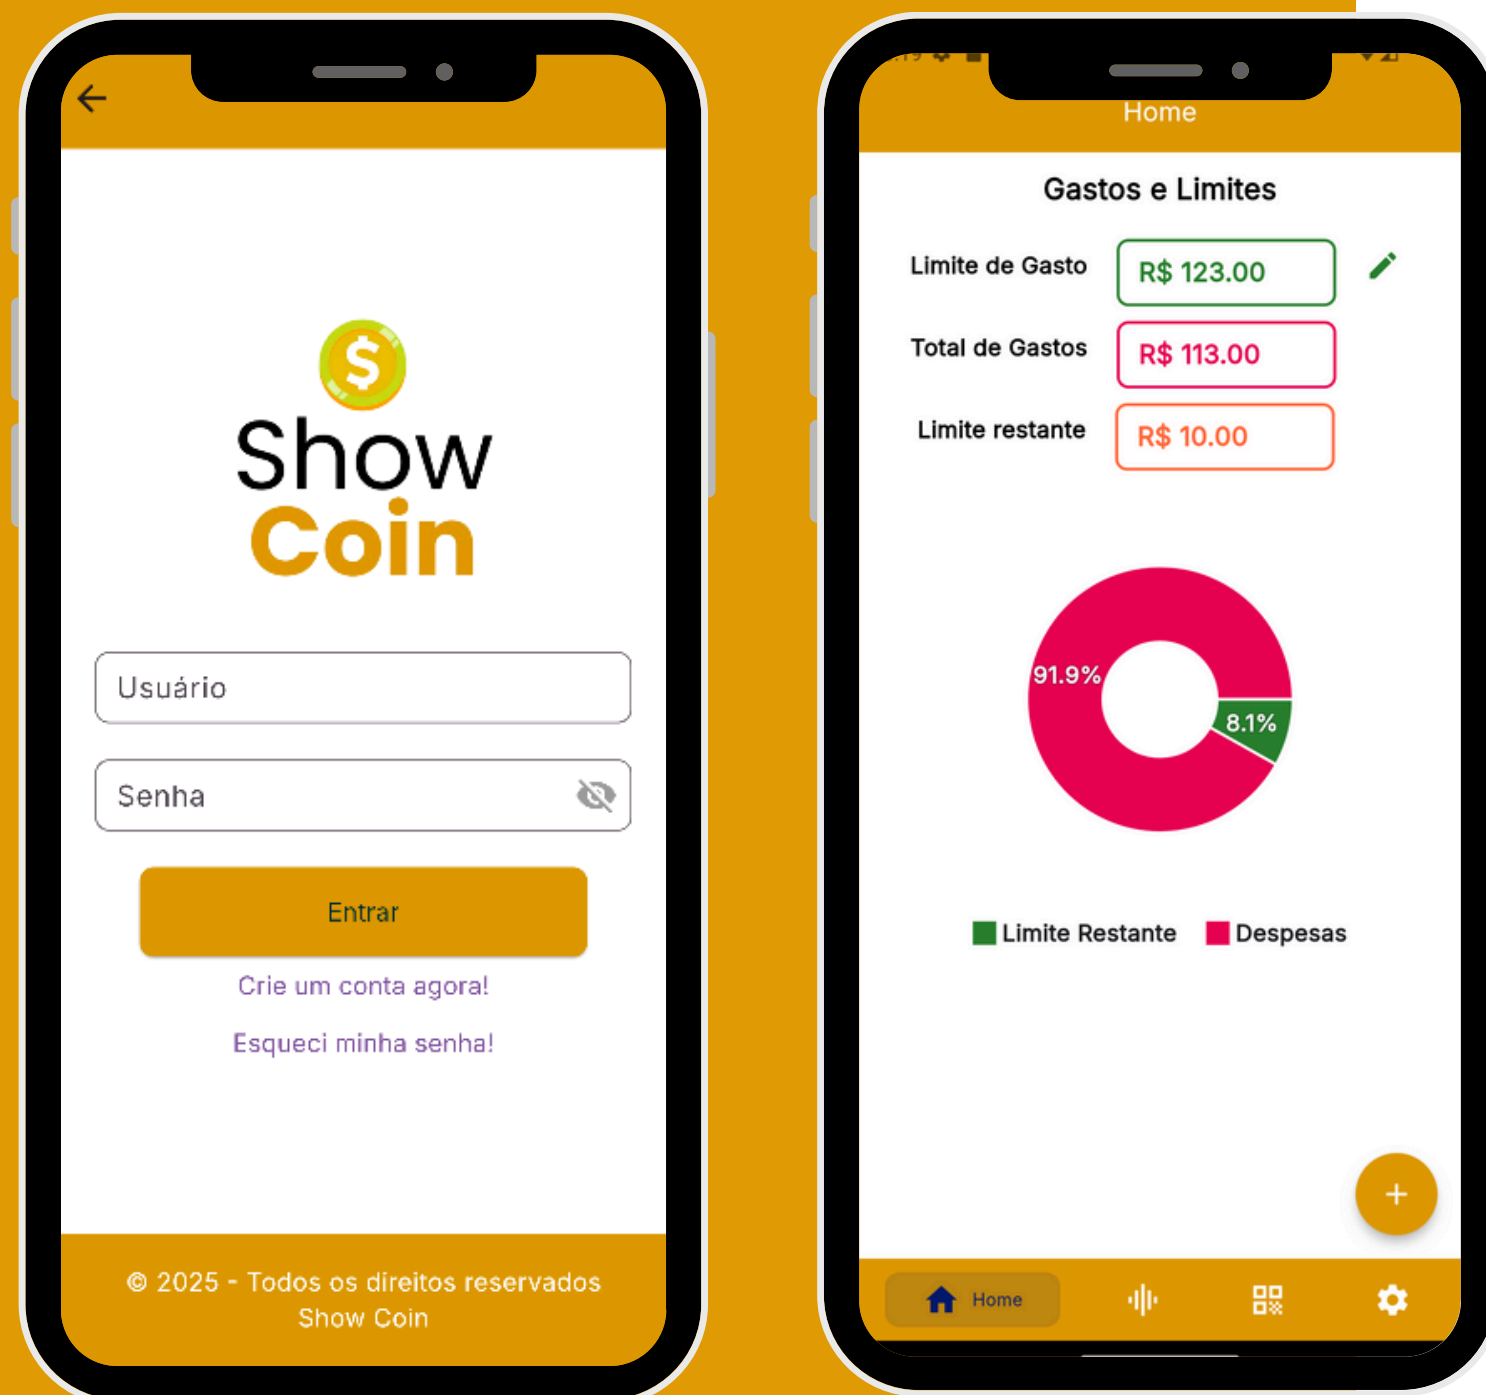 $
Show
Coin
Usuário
Senha
Entrar
Crie um conta agora!
Esqueci minha senha!
© 2025 - Todos os direitos reservados
Show Coin
Home
Gastos e Limites
Limite de Gasto R$ 123.00
Total de Gastos R$ 113.00
Limite restante R$ 10.00
91.9%
8.1%
Limite Restante Despesas
+
Home